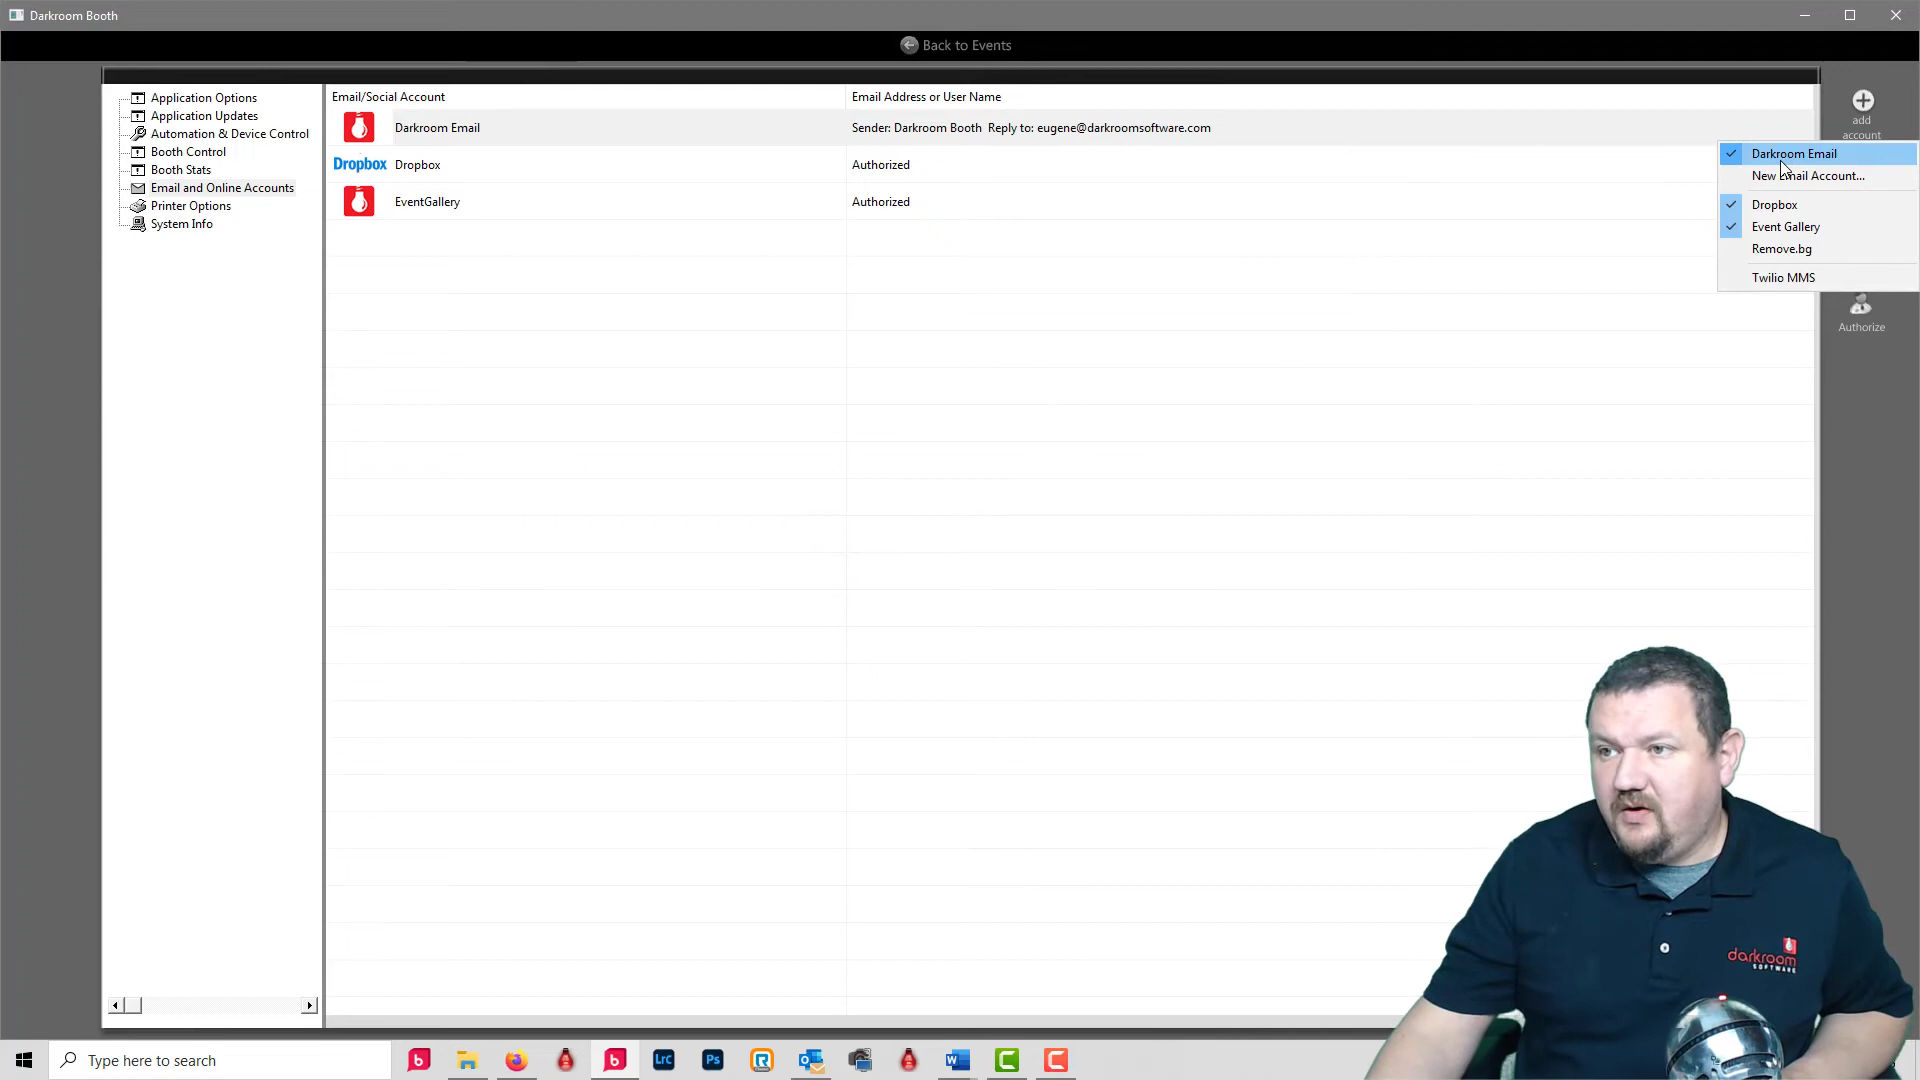 Darkroom Booth
Back to Events
Application Options
Application Updates
Automation & Device Control
Booth Control
Booth Stats
Email and Online Accounts
Printer Options
System Info
Email/Social Account
Email Address or User Name
Darkroom Email
Sender: Darkroom Booth Reply to: eugene@darkroomsoftware.com
Dropbox Dropbox
Authorized
EventGallery
Authorized
add
account
Darkroom Email
New Email Account...
Dropbox
Event Gallery
Remove.bg
Twilio MMS
Authorize
darkroom
SOFTWARE
Type here to search
b
b
Lrc
Ps